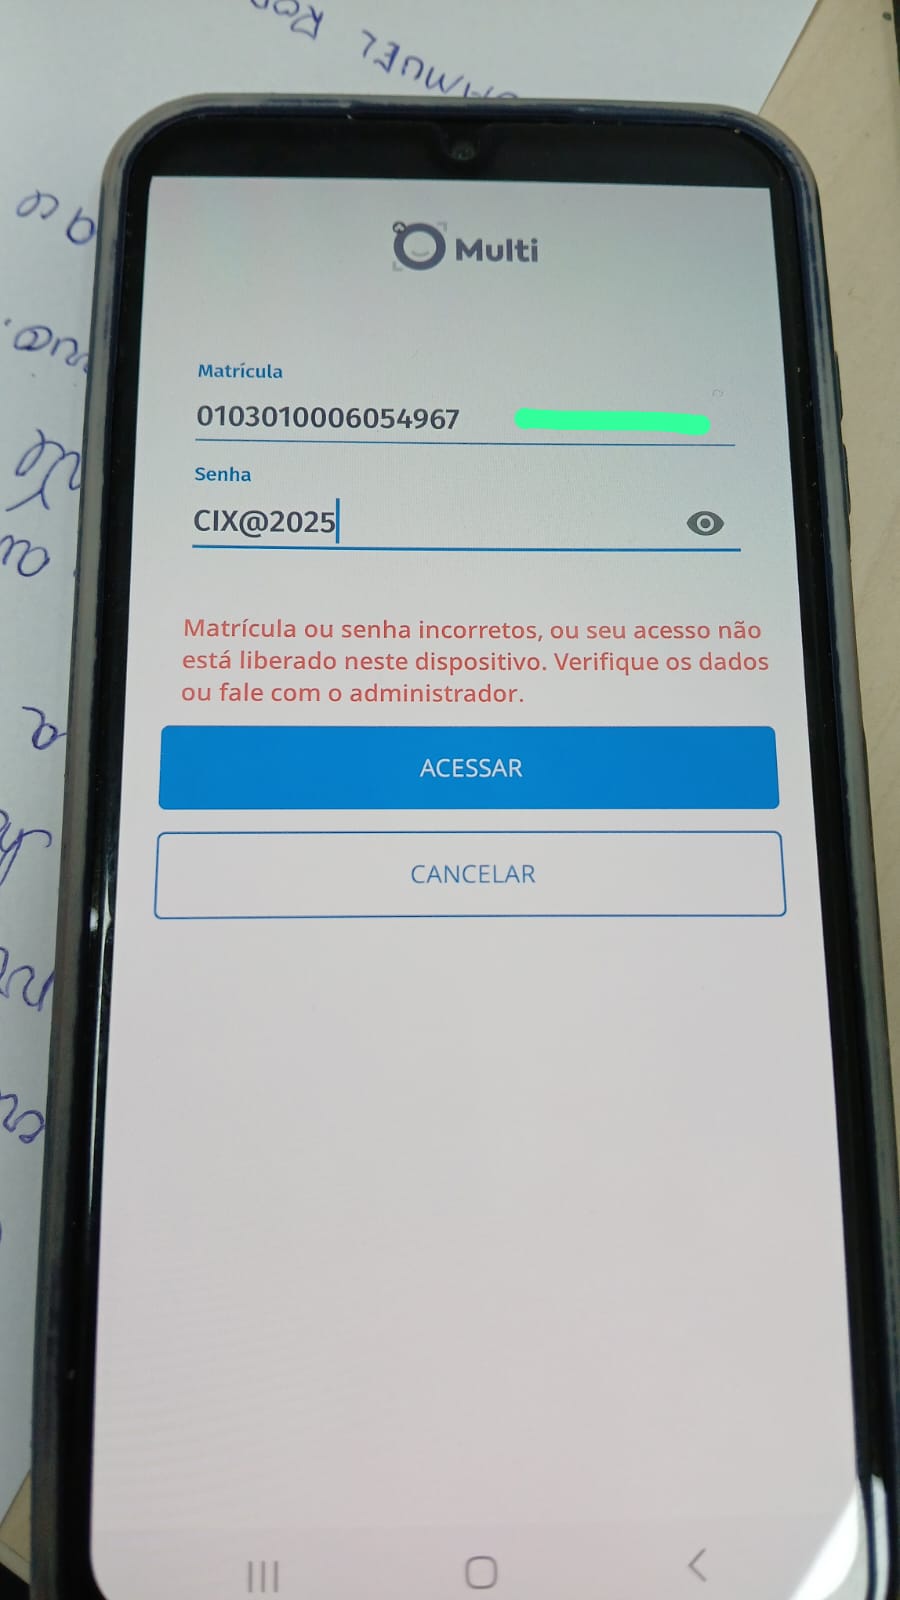 Multi
Matrícula
0103010006054967
Senha
CIX@2025
Matrícula ou senha incorretos, ou seu acesso não
está liberado neste dispositivo. Verifique os dados
ou fale com o administrador.
ACESSAR
CANCELAR